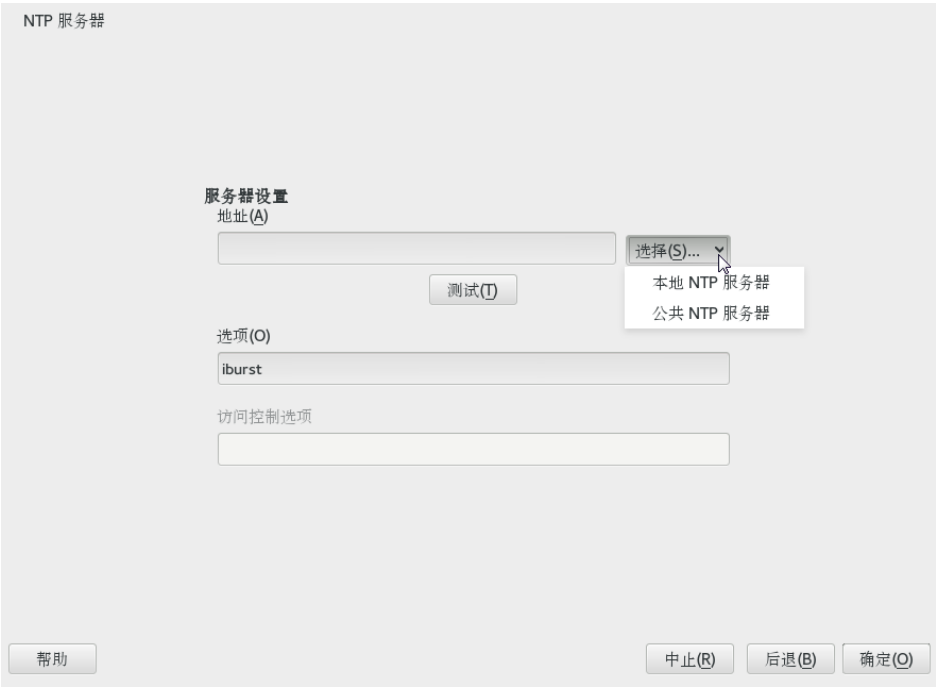 NTP 服务器
服务器设置
地址(A)
选择(S)...
本地 NTP 服务器
公共 NTP 服务器
测试(T)
选项(O)
iburst
访问控制选项
帮助
中止(R)
后退(B)
确定(O)